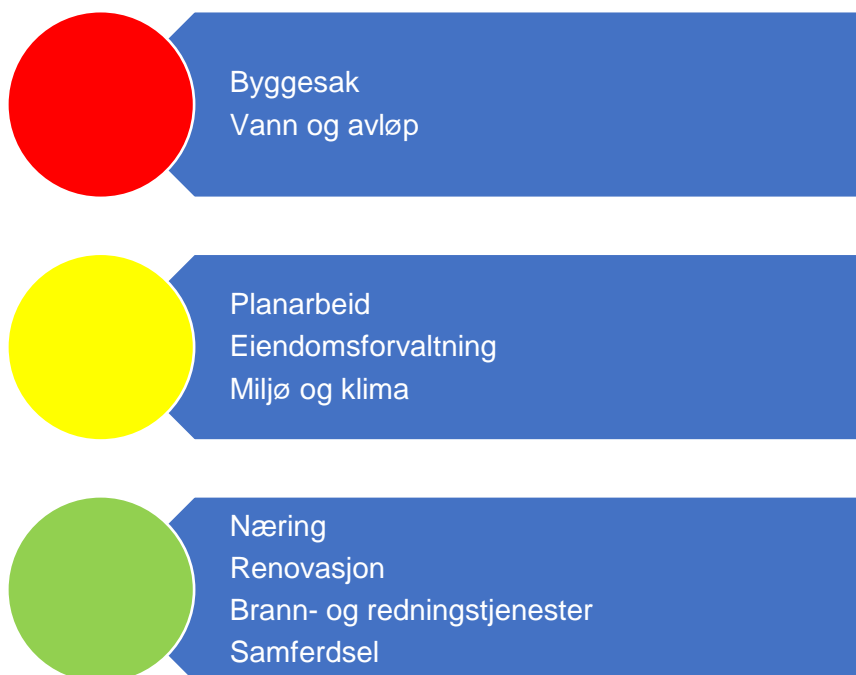 Byggesak
Vann og avløp
Planarbeid
Eiendomsforvaltning
Miljø og klima
Næring
Renovasjon
Brann- og redningstjenester
Samferdsel